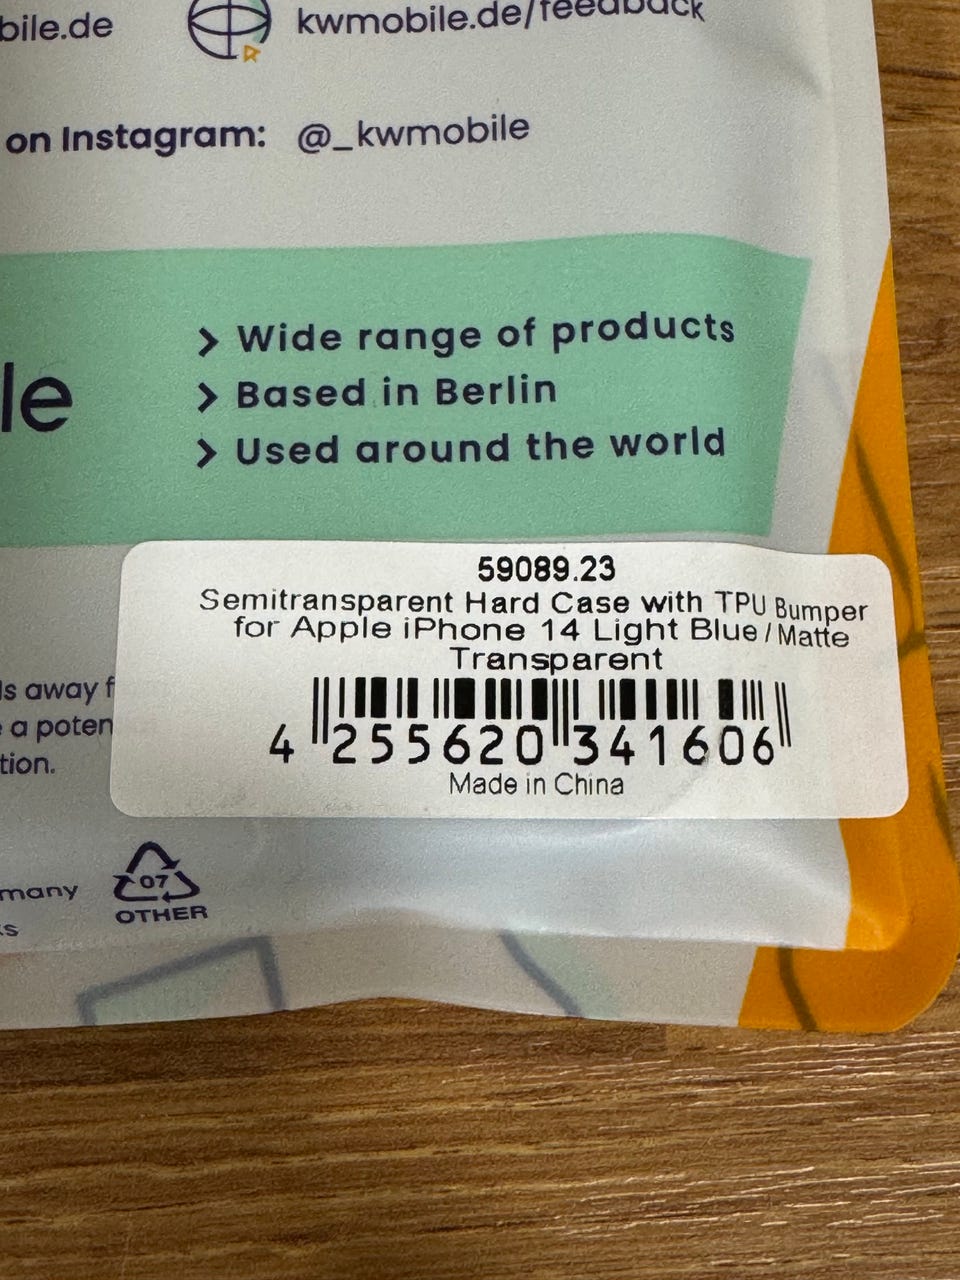 bile.de kwmobile.de/feedback
on Instagram: @_kwmobile
> Wide range of products
> Based in Berlin
le
> Used around the world
59089.23
Semitransparent Hard Case with TPU Bumper
for Apple iPhone 14 Light Blue/Matte
Transparent
4 255620 341606
Made in China
ls away f
a poten
tion.
many
07
OTHER
ks